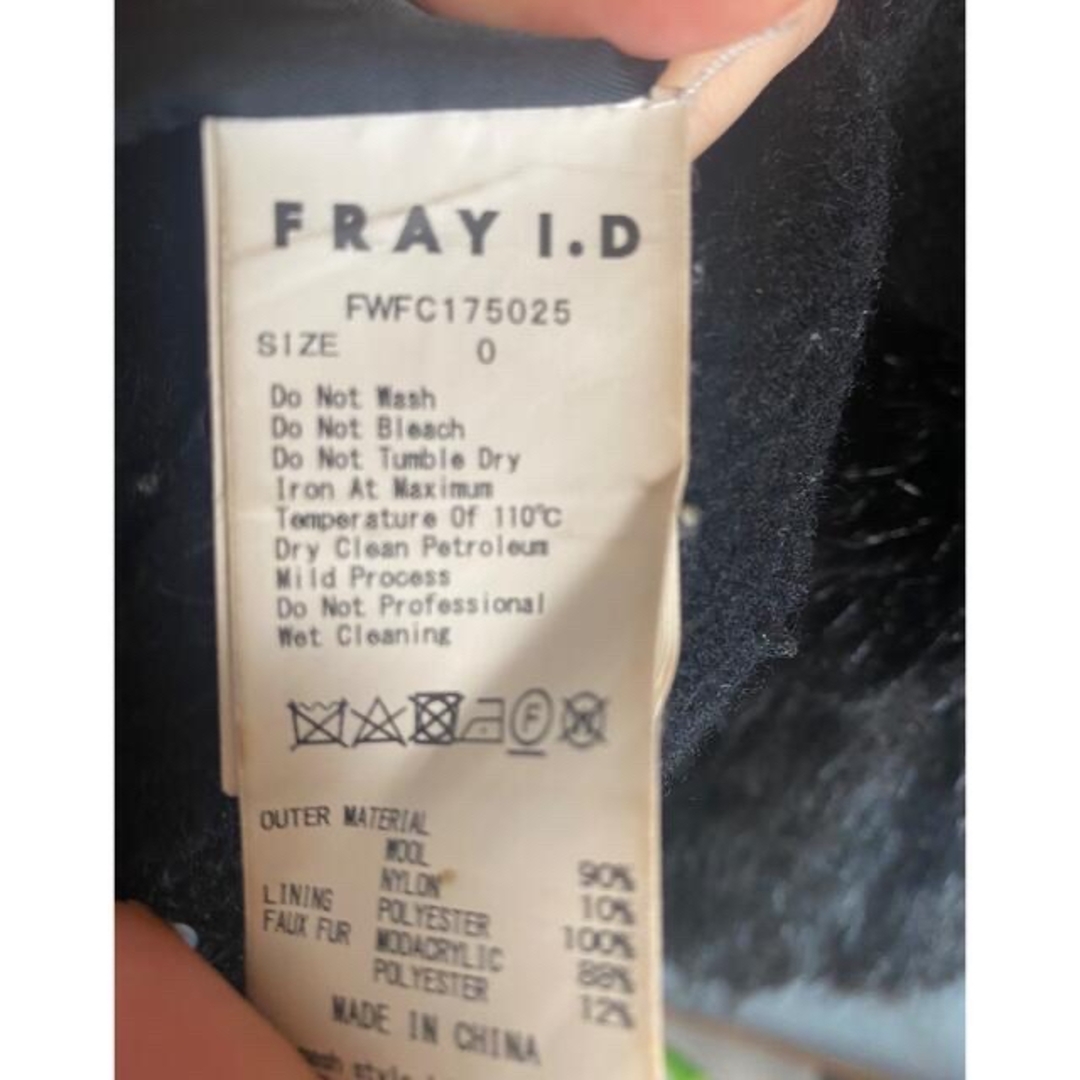 FRAY I.D
FWFC175025
SIZE 0
Do Not Wash
Do Not Bleach
Do Not Tumble Dry
Iron At Maximum
Temperature Of 110℃
Dry Clean Petroleum
Mild Process
Do Not Professional
Wet Cleaning
F
OUTER MATERIAL
WOOL 90%
NYLON 10%
LINING POLYESTER 100%
FAUX FUR MODACRYLIC 88%
POLYESTER 12%
MADE IN CHINA
style